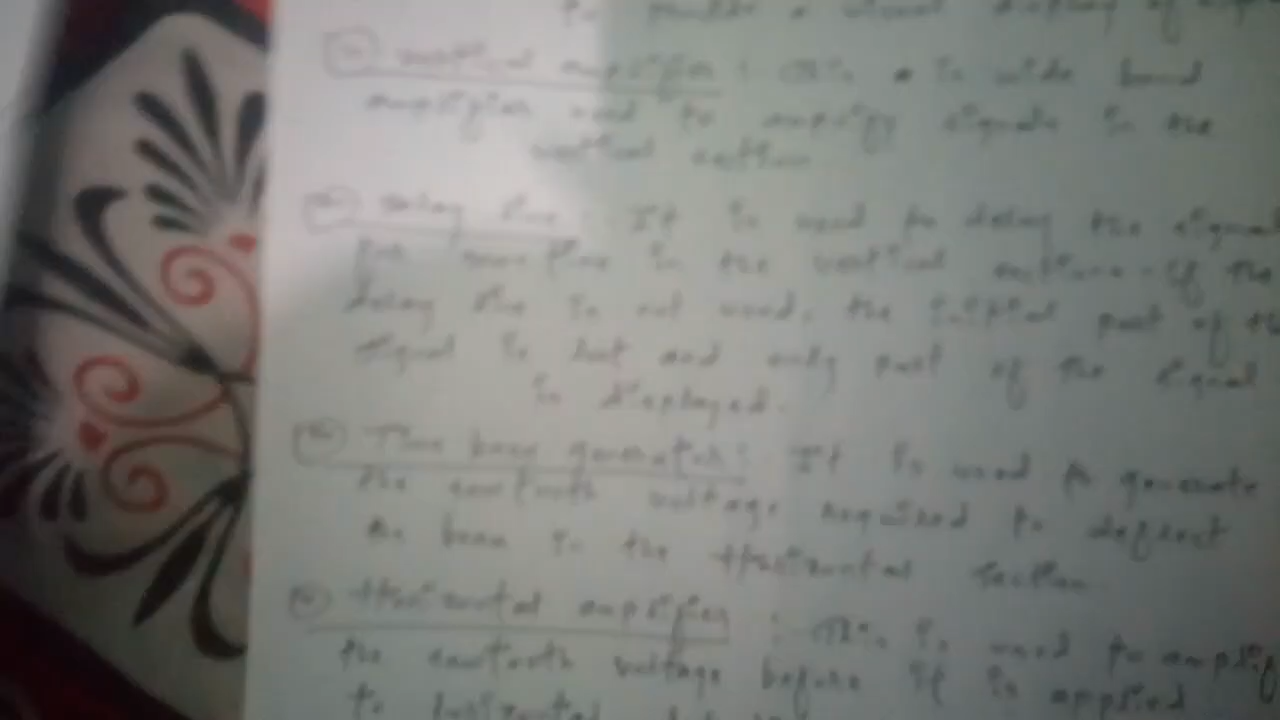 to provide a visual display of
vertical amplifier : This is wide band
amplifier used to amplify signals in the
vertical section
Delay line : It is used to delay the signal
for some time in the vertical sections. If the
delay line is not used, the initial part of the
signal is lost and only part of the signal
is displayed.
Time base generator : It is used to generate
the sawtooth voltage required to deflect
the beam in the Horizontal section
Horizontal amplifier : This is used to amplify
the sawtooth voltage before it is applied
to horizontal